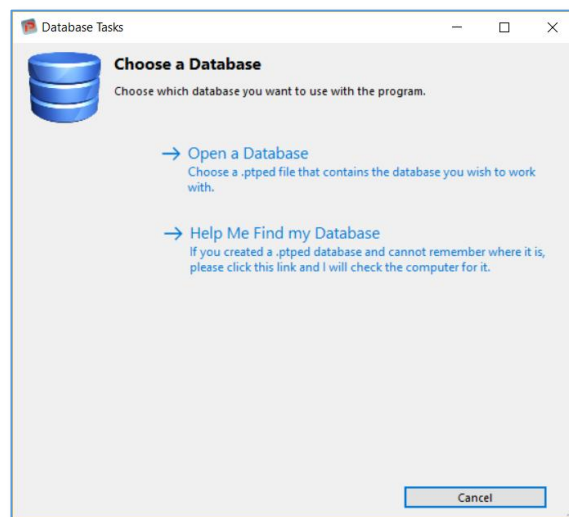 Database Tasks
Choose a Database
Choose which database you want to use with the program.
Open a Database
Choose a .ptped file that contains the database you wish to work
with.
Help Me Find my Database
If you created a .ptped database and cannot remember where it is,
please click this link and I will check the computer for it.
Cancel